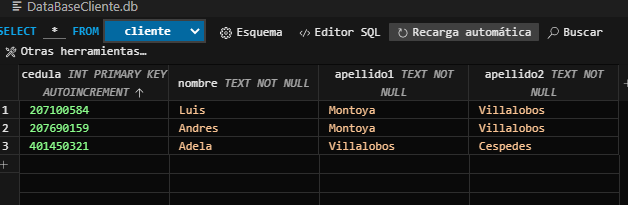 DataBaseCliente.db
SELECT * FROM cliente Esquema </> Editor SQL Recarga automática Buscar
Otras herramientas…
cedula INT PRIMARY KEY AUTOINCREMENT ↑ nombre TEXT NOT NULL apellido1 TEXT NOT NULL apellido2 TEXT NOT NULL
1 207100584 Luis Montoya Villalobos
2 207690159 Andres Montoya Villalobos
3 401450321 Adela Villalobos Cespedes
+